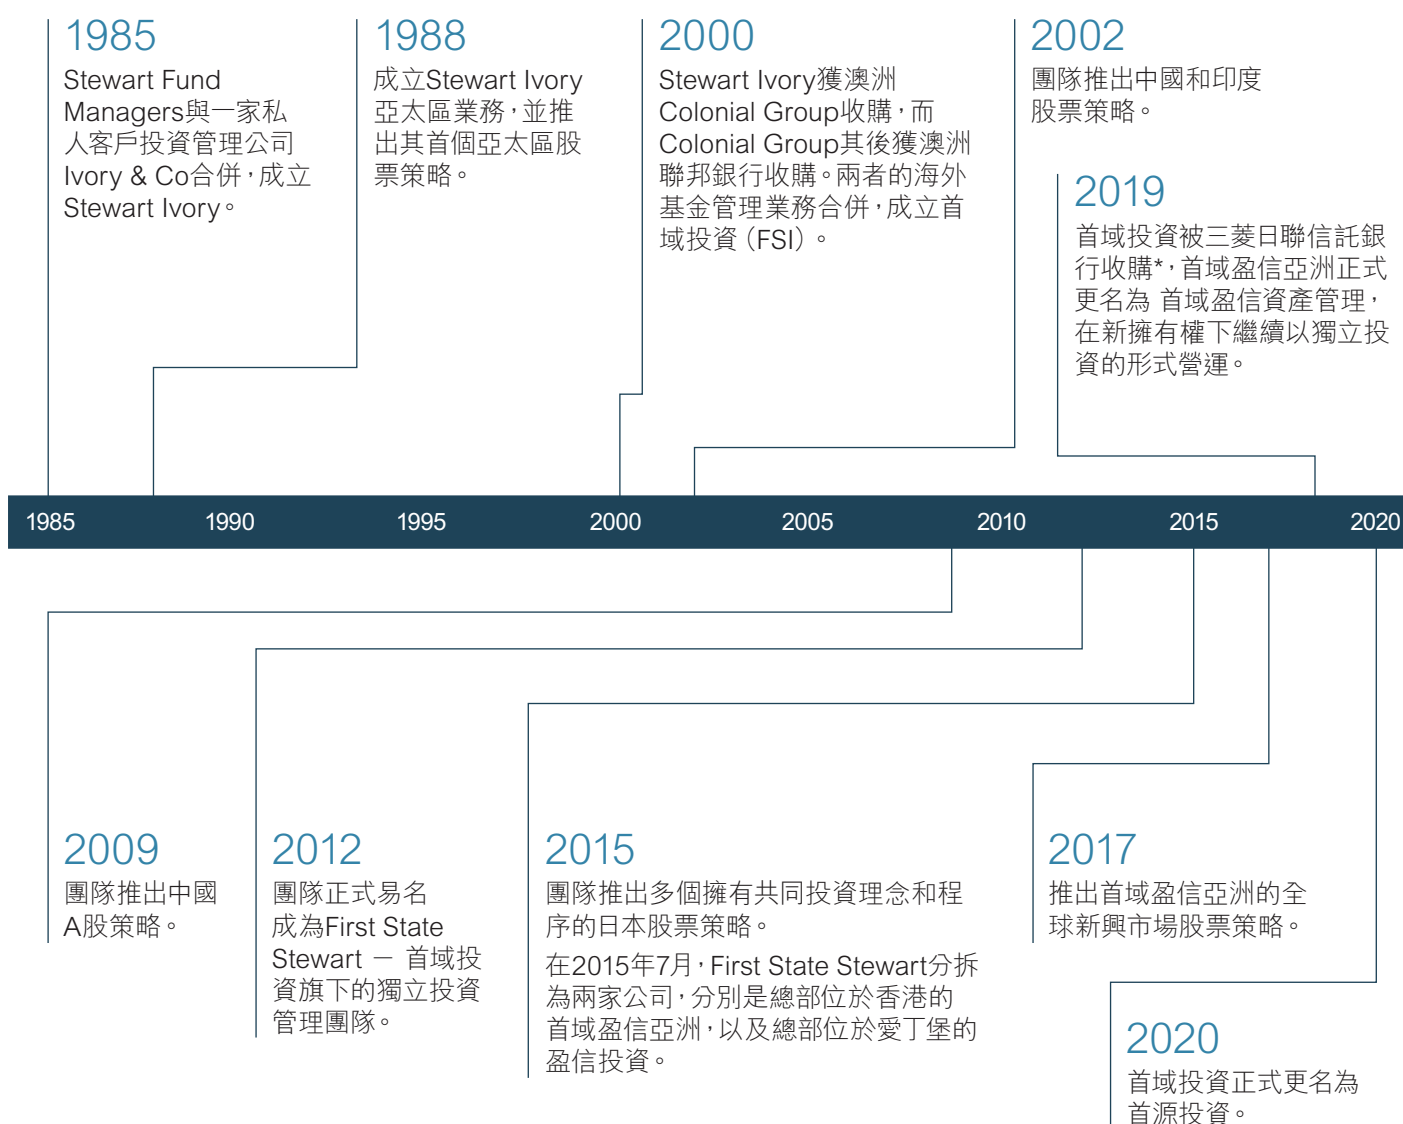 1985
Stewart Fund
Managers與一家私
人客戶投資管理公司
Ivory & Co合併，成立
Stewart Ivory。
1988
成立Stewart Ivory
亞太區業務，並推
出其首個亞太區股
票策略。
2000
Stewart Ivory獲澳洲
Colonial Group收購，而
Colonial Group其後獲澳洲
聯邦銀行收購。兩者的海外
基金管理業務合併，成立首
域投資（FSI）。
2002
團隊推出中國和印度
股票策略。
2019
首域投資被三菱日聯信託銀
行收購*，首域盈信亞洲正式
更名為 首域盈信資產管理，
在新擁有權下繼續以獨立投
資的形式營運。
1985 1990 1995 2000 2005 2010 2015 2020
2009
團隊推出中國
A股策略。
2012
團隊正式易名
成為First State
Stewart － 首域投
資旗下的獨立投資
管理團隊。
2015
團隊推出多個擁有共同投資理念和程
序的日本股票策略。
在2015年7月，First State Stewart分拆
為兩家公司，分別是總部位於香港的
首域盈信亞洲，以及總部位於愛丁堡的
盈信投資。
2017
推出首域盈信亞洲的全
球新興市場股票策略。
2020
首域投資正式更名為
首源投資。